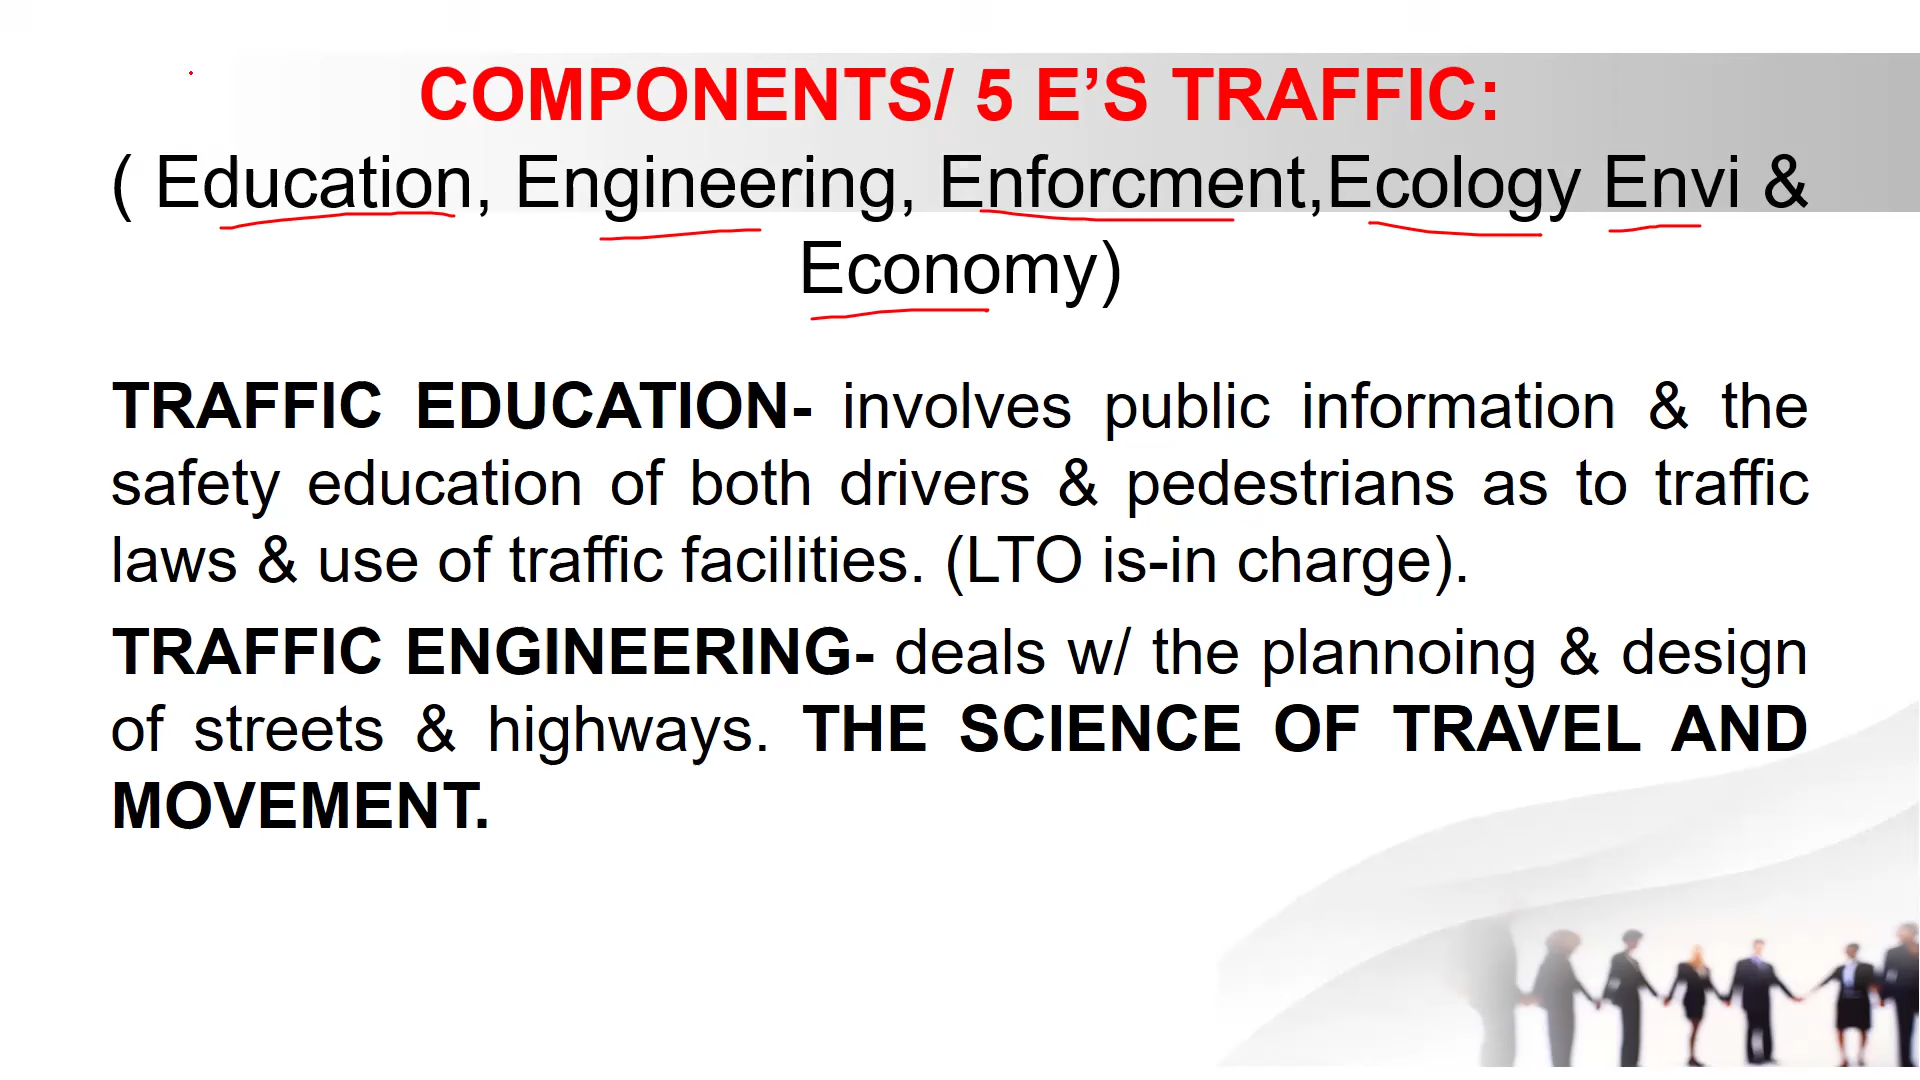 COMPONENTS/ 5 E’S TRAFFIC:
( Education, Engineering, Enforcment,Ecology Envi &
Economy)
TRAFFIC EDUCATION- involves public information & the
safety education of both drivers & pedestrians as to traffic
laws & use of traffic facilities. (LTO is-in charge).
TRAFFIC ENGINEERING- deals w/ the plannoing & design
of streets & highways. THE SCIENCE OF TRAVEL AND
MOVEMENT.